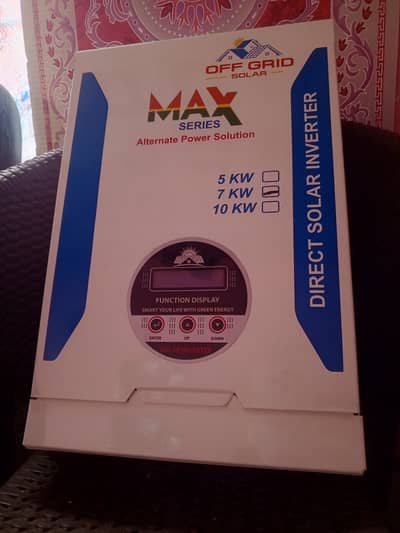 OFF GRID
SOLAR
MAX
SERIES
Alternate Power Solution
5 KW
7 KW
10 KW
DIRECT SOLAR INVERTER
FUNCTION DISPLAY
SMART YOUR LIFE WITH GREEN ENERGY
ENTER UP DOWN